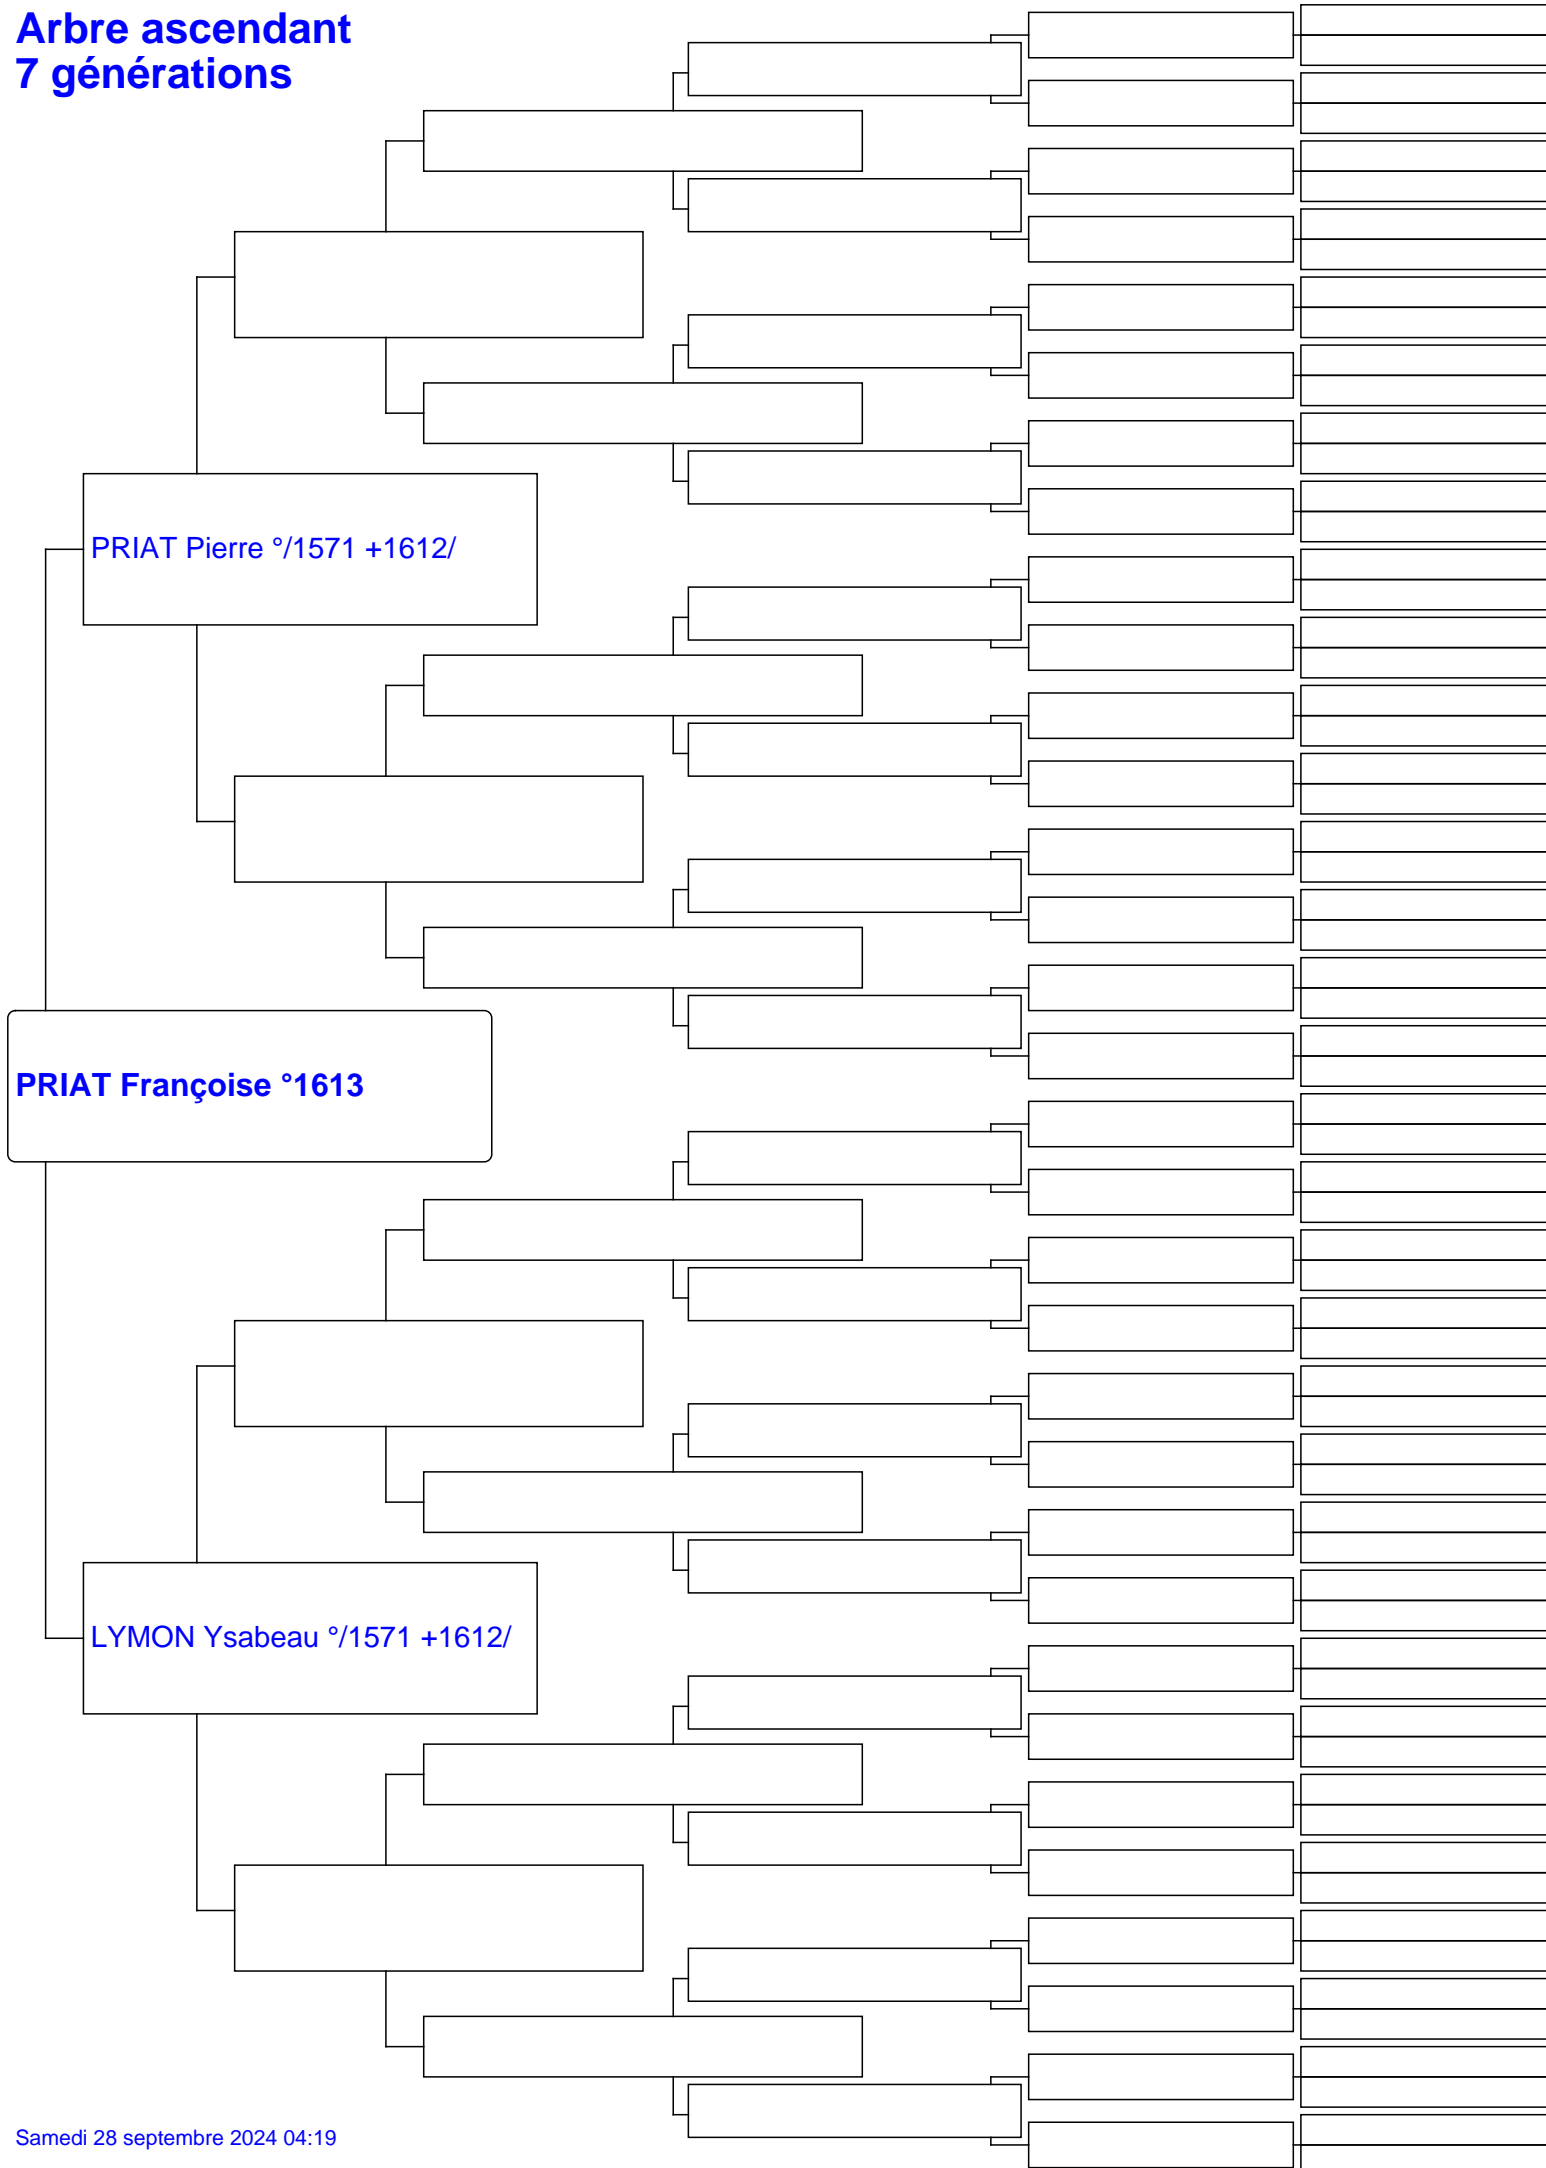 Arbre ascendant
7 générations
PRIAT Pierre °/1571 +1612/
PRIAT Françoise °1613
LYMON Ysabeau °/1571 +1612/
Samedi 28 septembre 2024 04:19